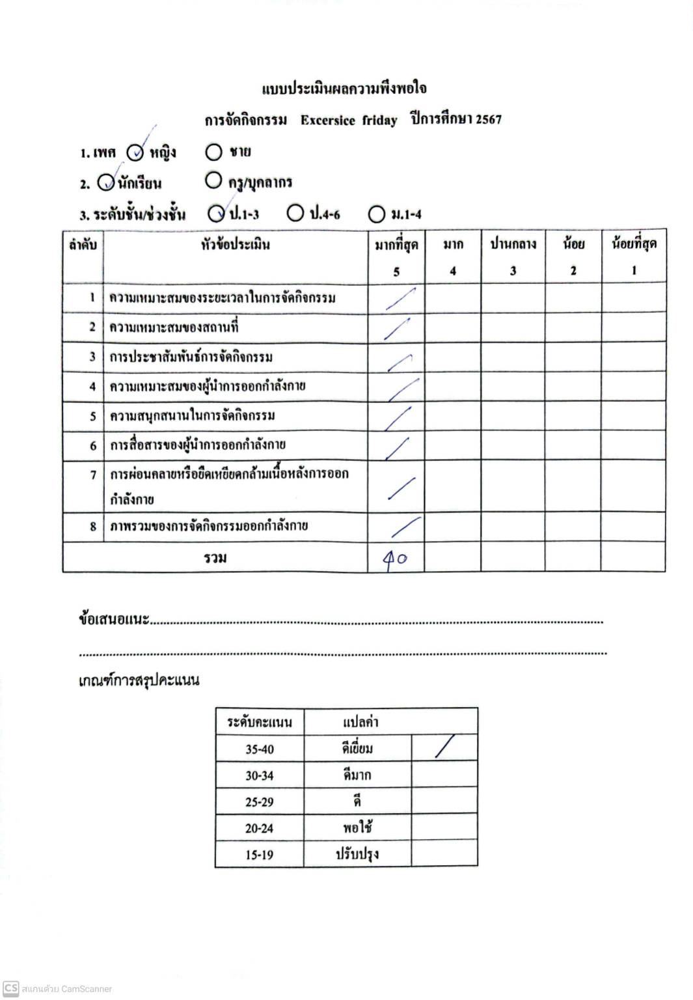 แบบประเมินผลความพึงพอใจ
การจัดกิจกรรม Excersice friday ปีการศึกษา 2567
1. เพศ หญิง ชาย
2. นักเรียน ครู/บุคลากร
3. ระดับชั้น/ช่วงชั้น ป.1-3 ป.4-6 ม.1-4
ลำดับ หัวข้อประเมิน มากที่สุด มาก ปานกลาง น้อย น้อยที่สุด
5 4 3 2 1
1 ความเหมาะสมของระยะเวลาในการจัดกิจกรรม
2 ความเหมาะสมของสถานที่
3 การประชาสัมพันธ์การจัดกิจกรรม
4 ความเหมาะสมของผู้นำการออกกำลังกาย
5 ความสนุกสนานในการจัดกิจกรรม
6 การสื่อสารของผู้นำการออกกำลังกาย
7 การผ่อนคลายหรือยืดเหยียดกล้ามเนื้อหลังการออก
กำลังกาย
8 ภาพรวมของการจัดกิจกรรมออกกำลังกาย
รวม 40
ข้อเสนอแนะ
เกณฑ์การสรุปคะแนน
ระดับคะแนน แปลค่า
35-40 ดีเยี่ยม
30-34 ดีมาก
25-29 ดี
20-24 พอใช้
15-19 ปรับปรุง
CS สแกนด้วย CamScanner